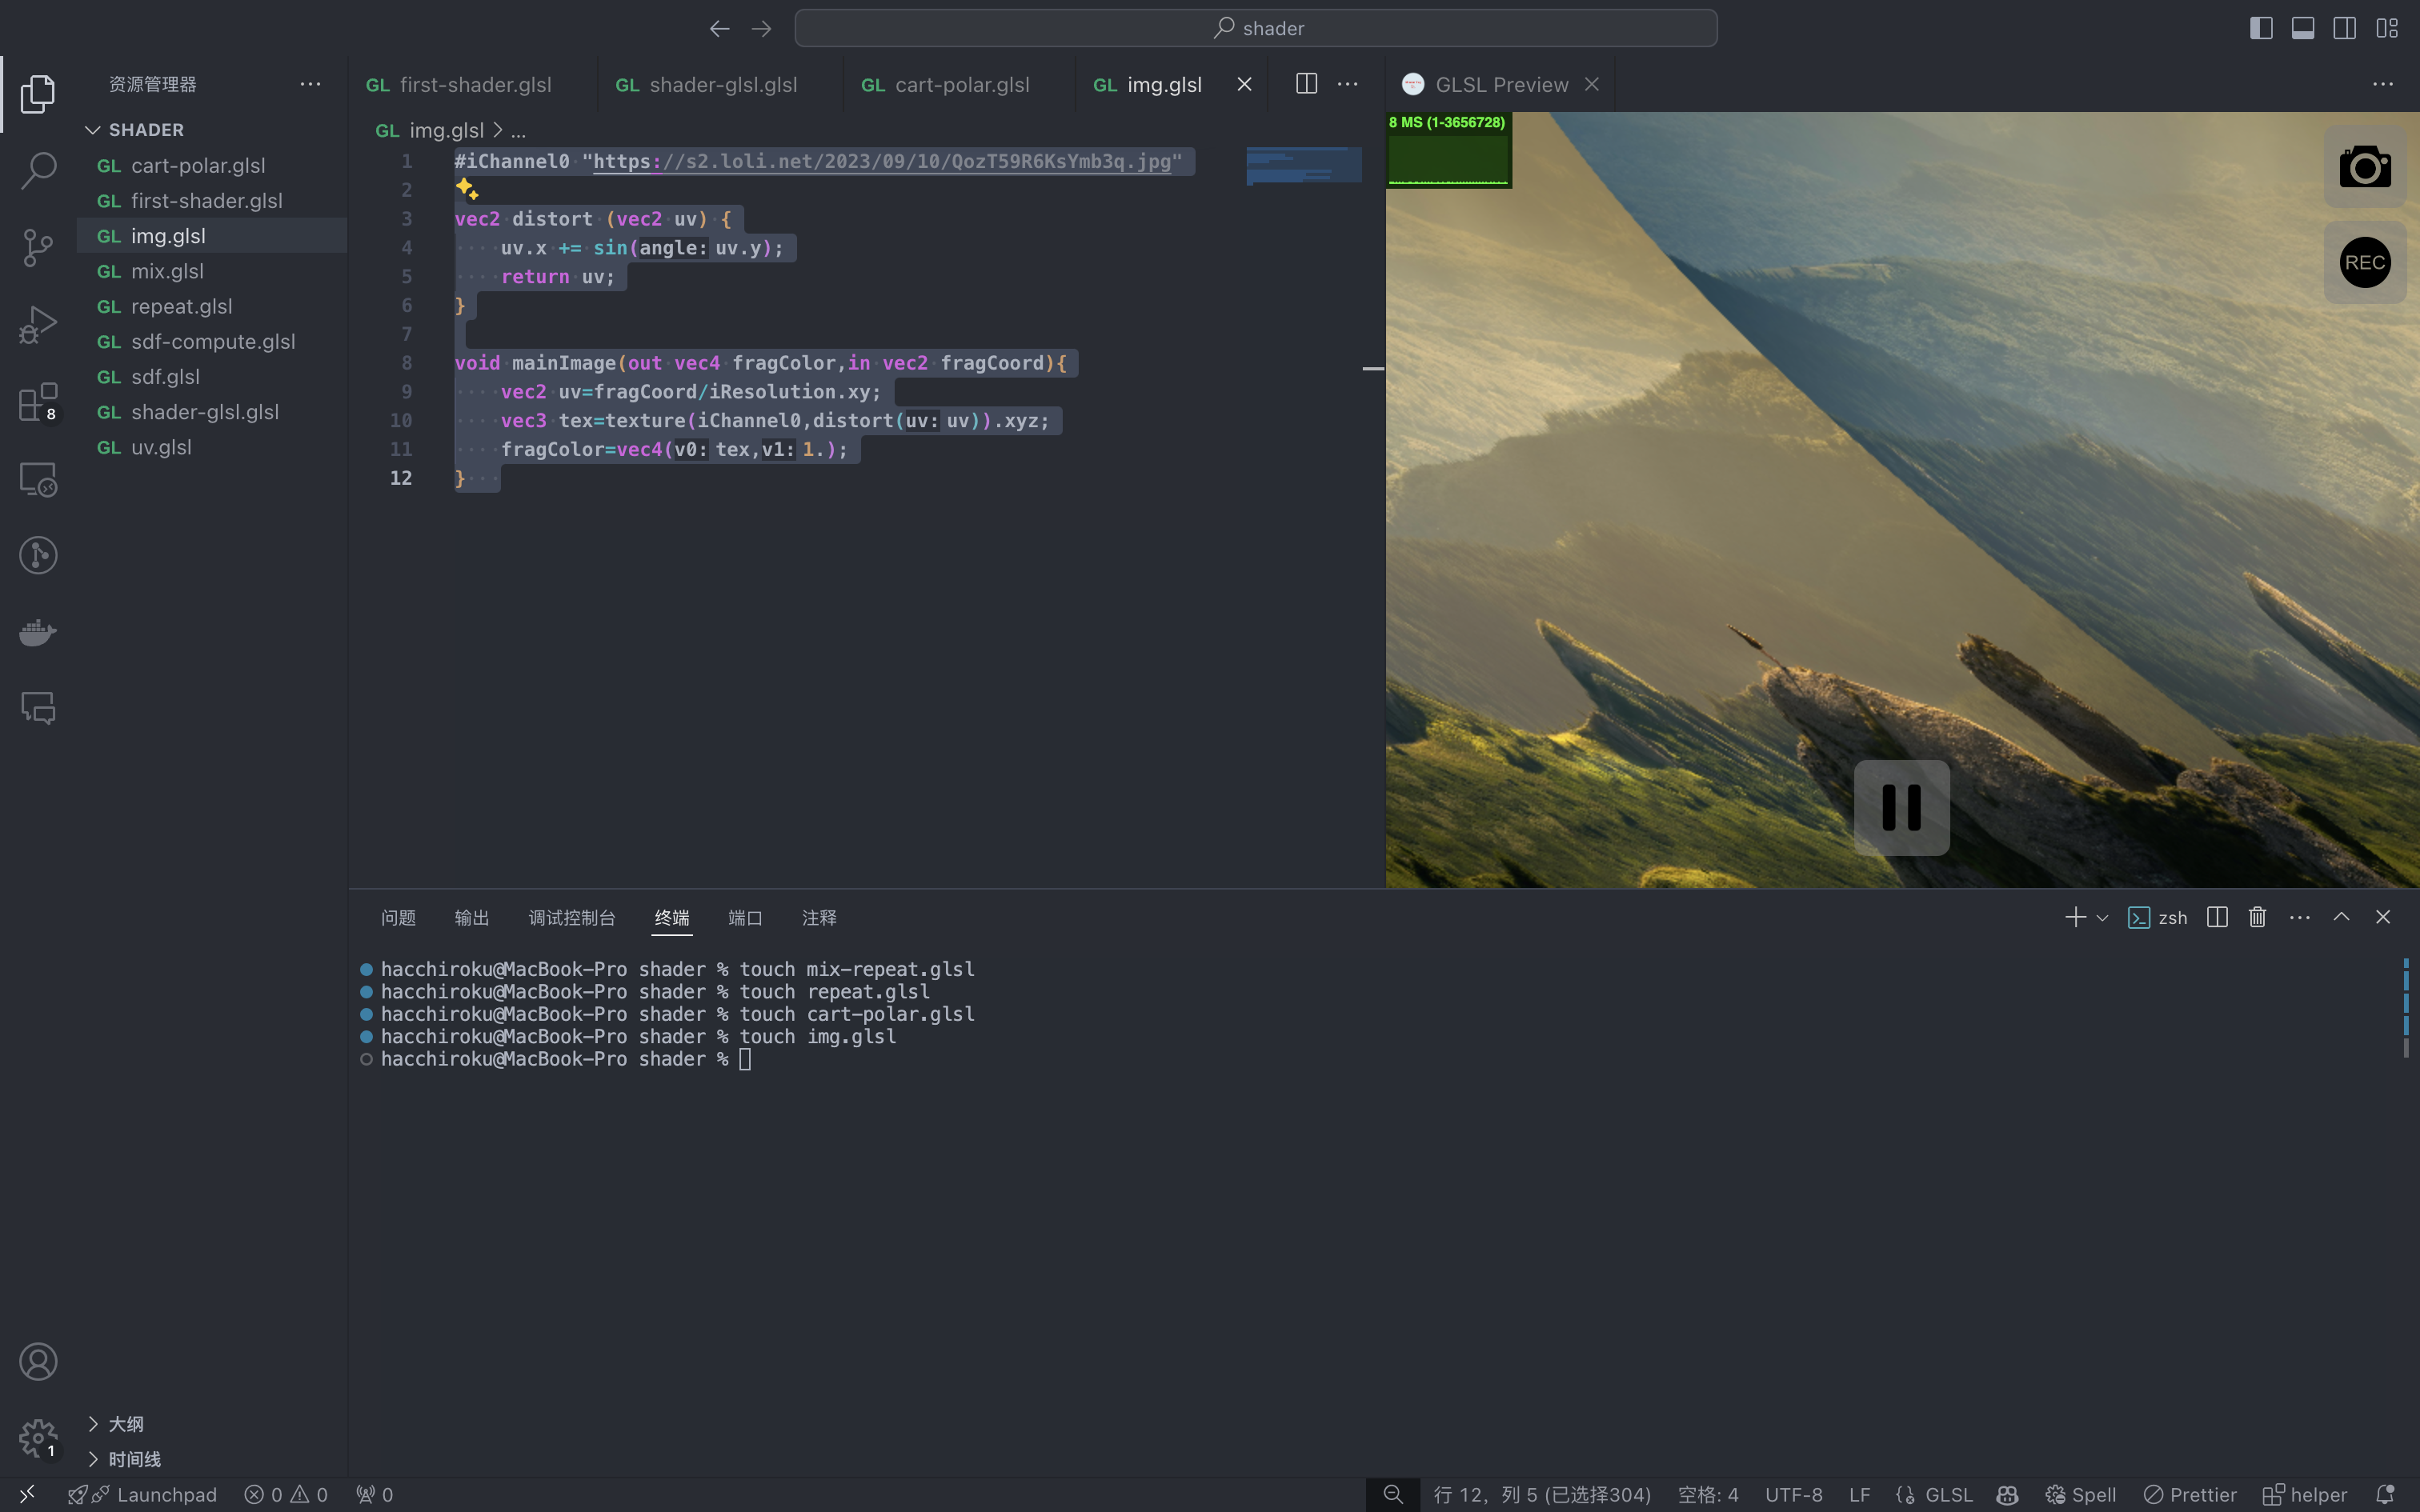 shader
资源管理器
SHADER
GL cart-polar.glsl
GL first-shader.glsl
GL img.glsl
GL mix.glsl
GL repeat.glsl
GL sdf-compute.glsl
GL sdf.glsl
GL shader-glsl.glsl
GL uv.glsl
8
大纲
时间线
1
GL first-shader.glsl
GL shader-glsl.glsl
GL cart-polar.glsl
GL img.glsl
GL img.glsl > ...
1 #iChannel0 "https://s2.loli.net/2023/09/10/QozT59R6KsYmb3q.jpg"
2
3 vec2 distort (vec2 uv) {
4 uv.x += sin(angle: uv.y);
5 return uv;
6 }
7
8 void mainImage(out vec4 fragColor,in vec2 fragCoord){
9 vec2 uv=fragCoord/iResolution.xy;
10 vec3 tex=texture(iChannel0,distort(uv: uv)).xyz;
11 fragColor=vec4(v0: tex,v1: 1.);
12 }
GLSL Preview
8 MS (1-3656728)
REC
问题 输出 调试控制台 终端 端口 注释
zsh
hacchiroku@MacBook-Pro shader % touch mix-repeat.glsl
hacchiroku@MacBook-Pro shader % touch repeat.glsl
hacchiroku@MacBook-Pro shader % touch cart-polar.glsl
hacchiroku@MacBook-Pro shader % touch img.glsl
hacchiroku@MacBook-Pro shader %
Launchpad 0 0 0
行 12，列 5 (已选择304) 空格: 4 UTF-8 LF GLSL Spell Prettier helper